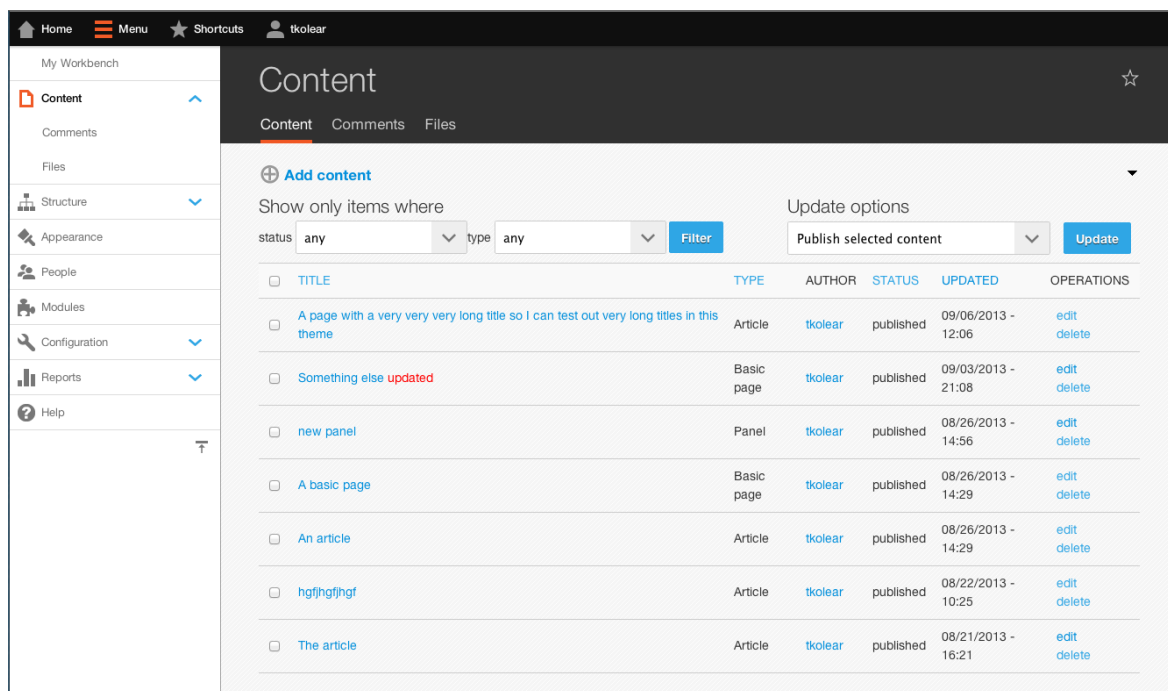 Home Menu Shortcuts tkolear
My Workbench
Content
Comments
Files
Structure
Appearance
People
Modules
Configuration
Reports
Help
Content
Content Comments Files
Add content
Show only items where
status any type any Filter
Update options
Publish selected content Update
TITLE TYPE AUTHOR STATUS UPDATED OPERATIONS
A page with a very very very long title so I can test out very long titles in this
theme
Article tkolear published
09/06/2013 -
12:06
edit
delete
Something else updated
Basic
page
tkolear published
09/03/2013 -
21:08
edit
delete
new panel
Panel tkolear published
08/26/2013 -
14:56
edit
delete
A basic page
Basic
page
tkolear published
08/26/2013 -
14:29
edit
delete
An article
Article tkolear published
08/26/2013 -
14:29
edit
delete
hgfjhgfjhgf
Article tkolear published
08/22/2013 -
10:25
edit
delete
The article
Article tkolear published
08/21/2013 -
16:21
edit
delete